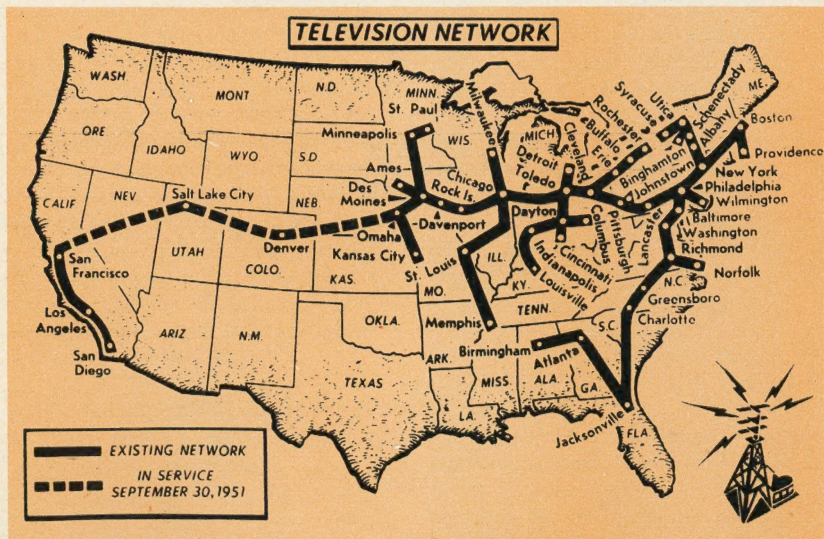 TELEVISION NETWORK
WASH
MONT
N.D.
MINN.
St. Paul
Minneapolis
Milwaukee
WIS.
MICH.
Cleveland
Buffalo
Erie
Rochester
Syracuse
Utica
Schenectady
Albany
ME.
Boston
Providence
ORE
IDAHO
WYO.
S.D.
Ames
Des
Moines
Chicago
Rock Is.
Detroit
Toledo
Binghamton
Johnstown
New York
Philadelphia
Wilmington
CALIF
NEV
Salt Lake City
NEB.
Davenport
Dayton
Columbus
Pittsburgh
Lancaster
Baltimore
Washington
Richmond
Norfolk
San
Francisco
UTAH
Denver
COLO.
Omaha
Kansas City
KAS.
St. Louis
MO.
ILL.
Cincinnati
Indianapolis
Louisville
KY.
N.C.
Greensboro
Charlotte
Los
Angeles
San
Diego
ARIZ
N.M.
OKLA.
Memphis
TENN.
ARK.
Birmingham
Atlanta
S.C.
TEXAS
LA.
MISS.
ALA.
GA.
Jacksonville
FLA.
EXISTING NETWORK
IN SERVICE
SEPTEMBER 30, 1951